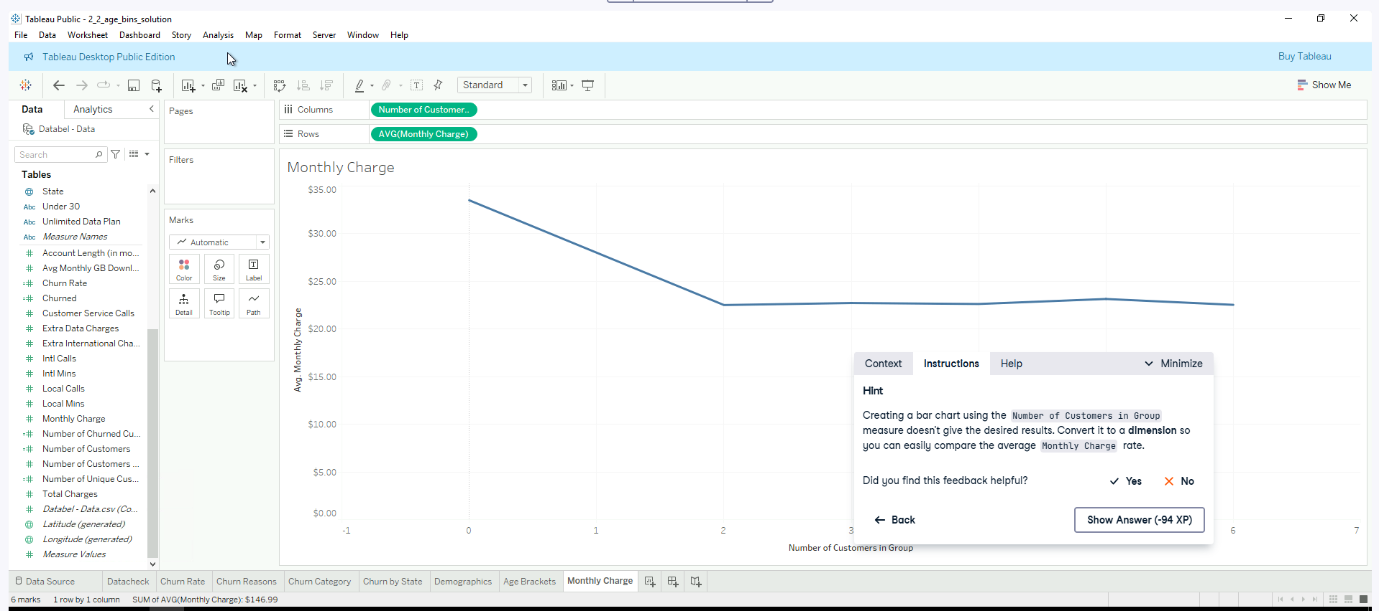 Tableau Public - 2_2_age_bins_solution
File Data Worksheet Dashboard Story Analysis Map Format Server Window Help
Tableau Desktop Public Edition Buy Tableau
Standard Show Me
Data Analytics
Databel - Data
Search
Tables
State
Abc Under 30
Abc Unlimited Data Plan
Abc Measure Names
Account Length (in mo...
Avg Monthly GB Downl...
Churn Rate
Churned
Customer Service Calls
Extra Data Charges
Extra International Cha...
Intl Calls
Intl Mins
Local Calls
Local Mins
Monthly Charge
Number of Churned Cu...
Number of Customers
Number of Customers ...
Number of Unique Cus...
Total Charges
Databel - Data.csv (Co...
Latitude (generated)
Longitude (generated)
Measure Values
Pages
Filters
Marks
Automatic
Color Size Label
Detail Tooltip Path
Columns Number of Customer..
Rows AVG(Monthly Charge)
Monthly Charge
Avg. Monthly Charge
$35.00
$30.00
$25.00
$20.00
$15.00
$10.00
$5.00
$0.00
-1 0 1 2 3 6 7
Number of Customers in Group
Context Instructions Help Minimize
Hint
Creating a bar chart using the Number of Customers in Group
measure doesn't give the desired results. Convert it to a dimension so
you can easily compare the average Monthly Charge rate.
Did you find this feedback helpful? Yes No
Back Show Answer (-94 XP)
Data Source Datacheck Churn Rate Churn Reasons Churn Category Churn by State Demographics Age Brackets Monthly Charge
6 marks 1 row by 1 column SUM of AVG(Monthly Charge): $146.99